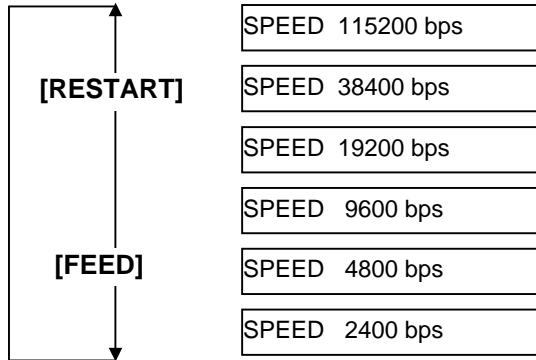 SPEED 115200 bps
[RESTART]
SPEED 38400 bps
SPEED 19200 bps
SPEED 9600 bps
[FEED]
SPEED 4800 bps
SPEED 2400 bps